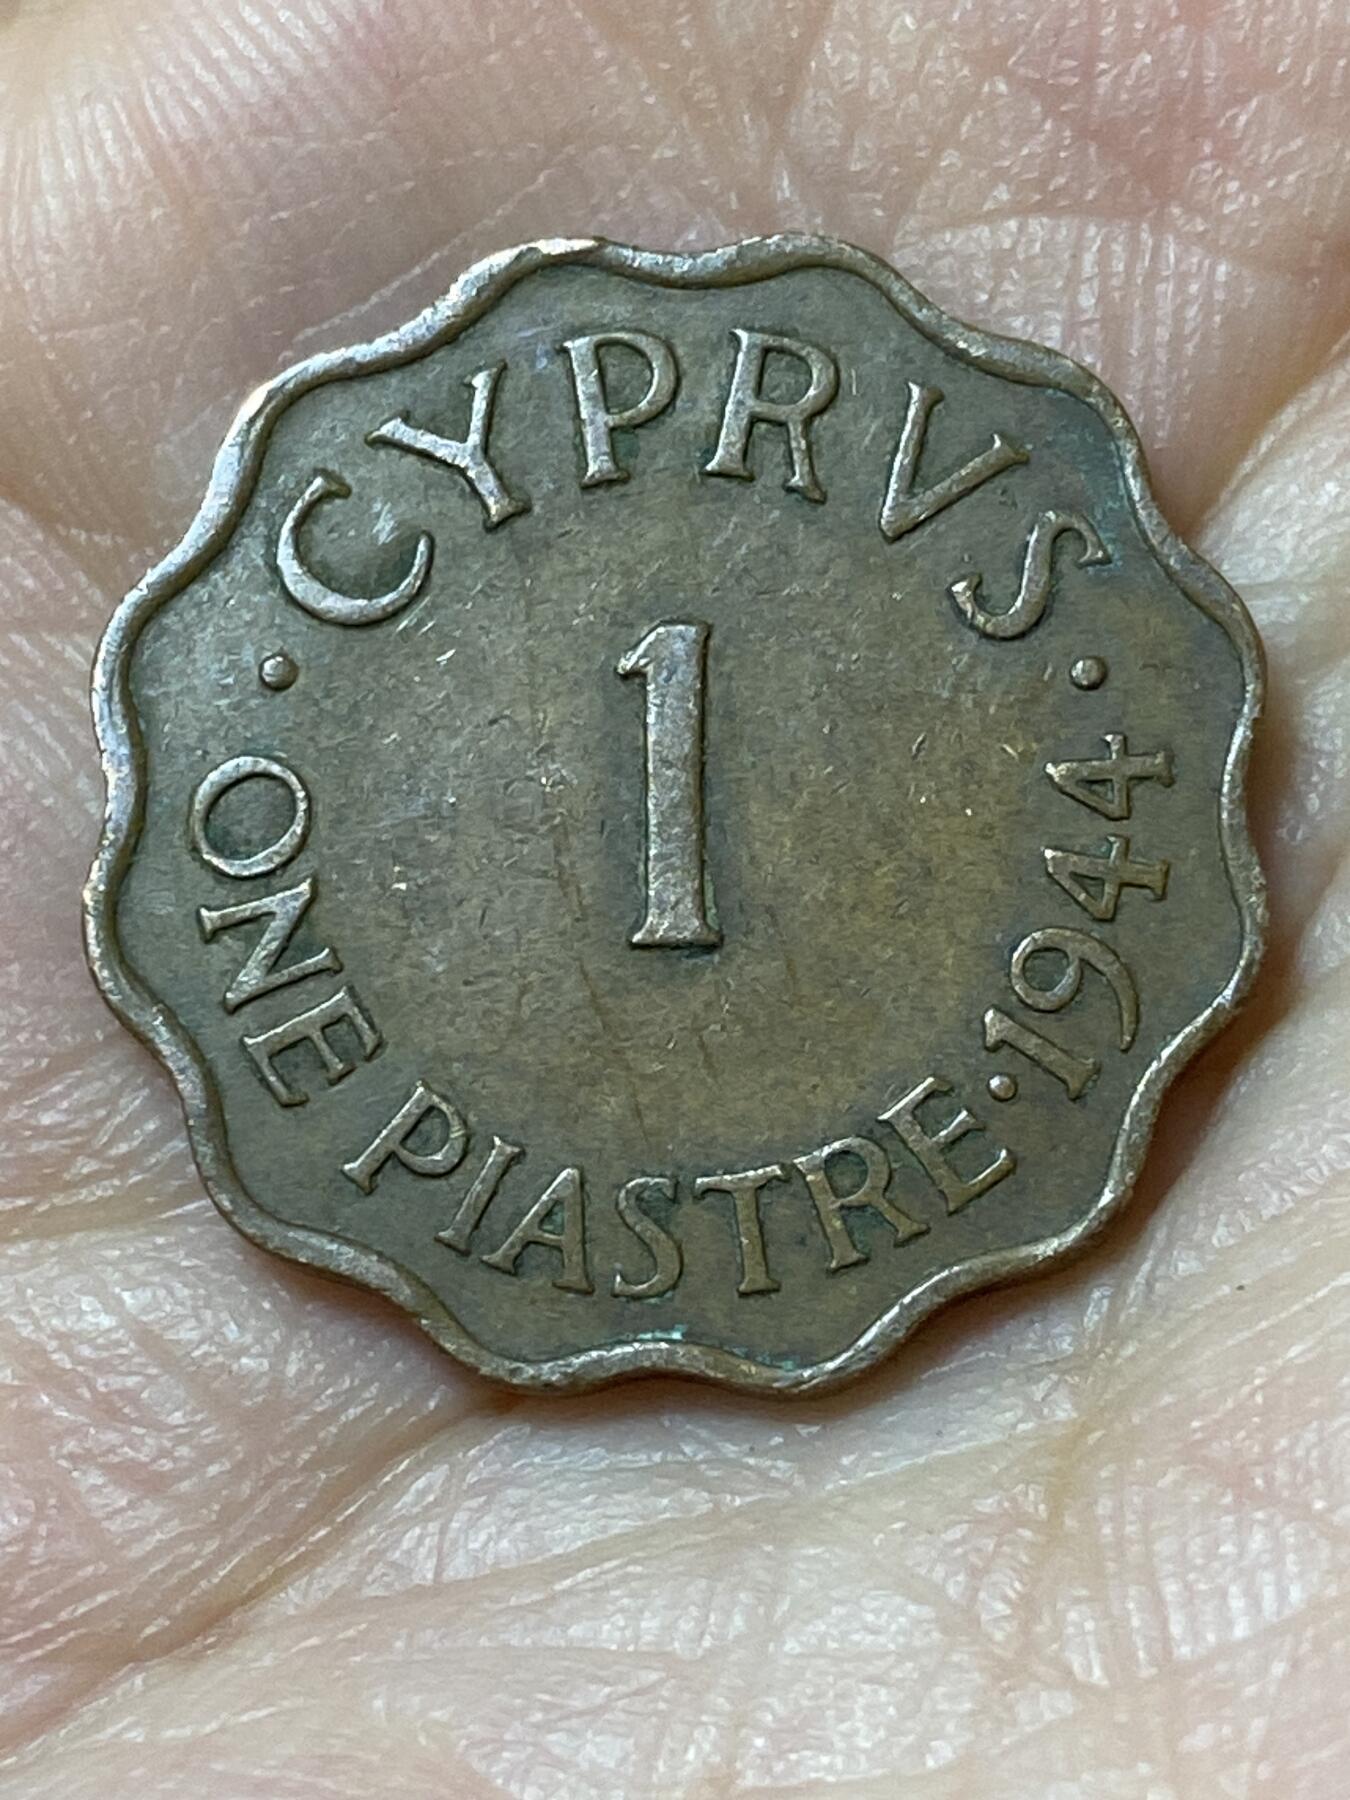 ·CYPRVS·
1
ONE PIASTRE·1944